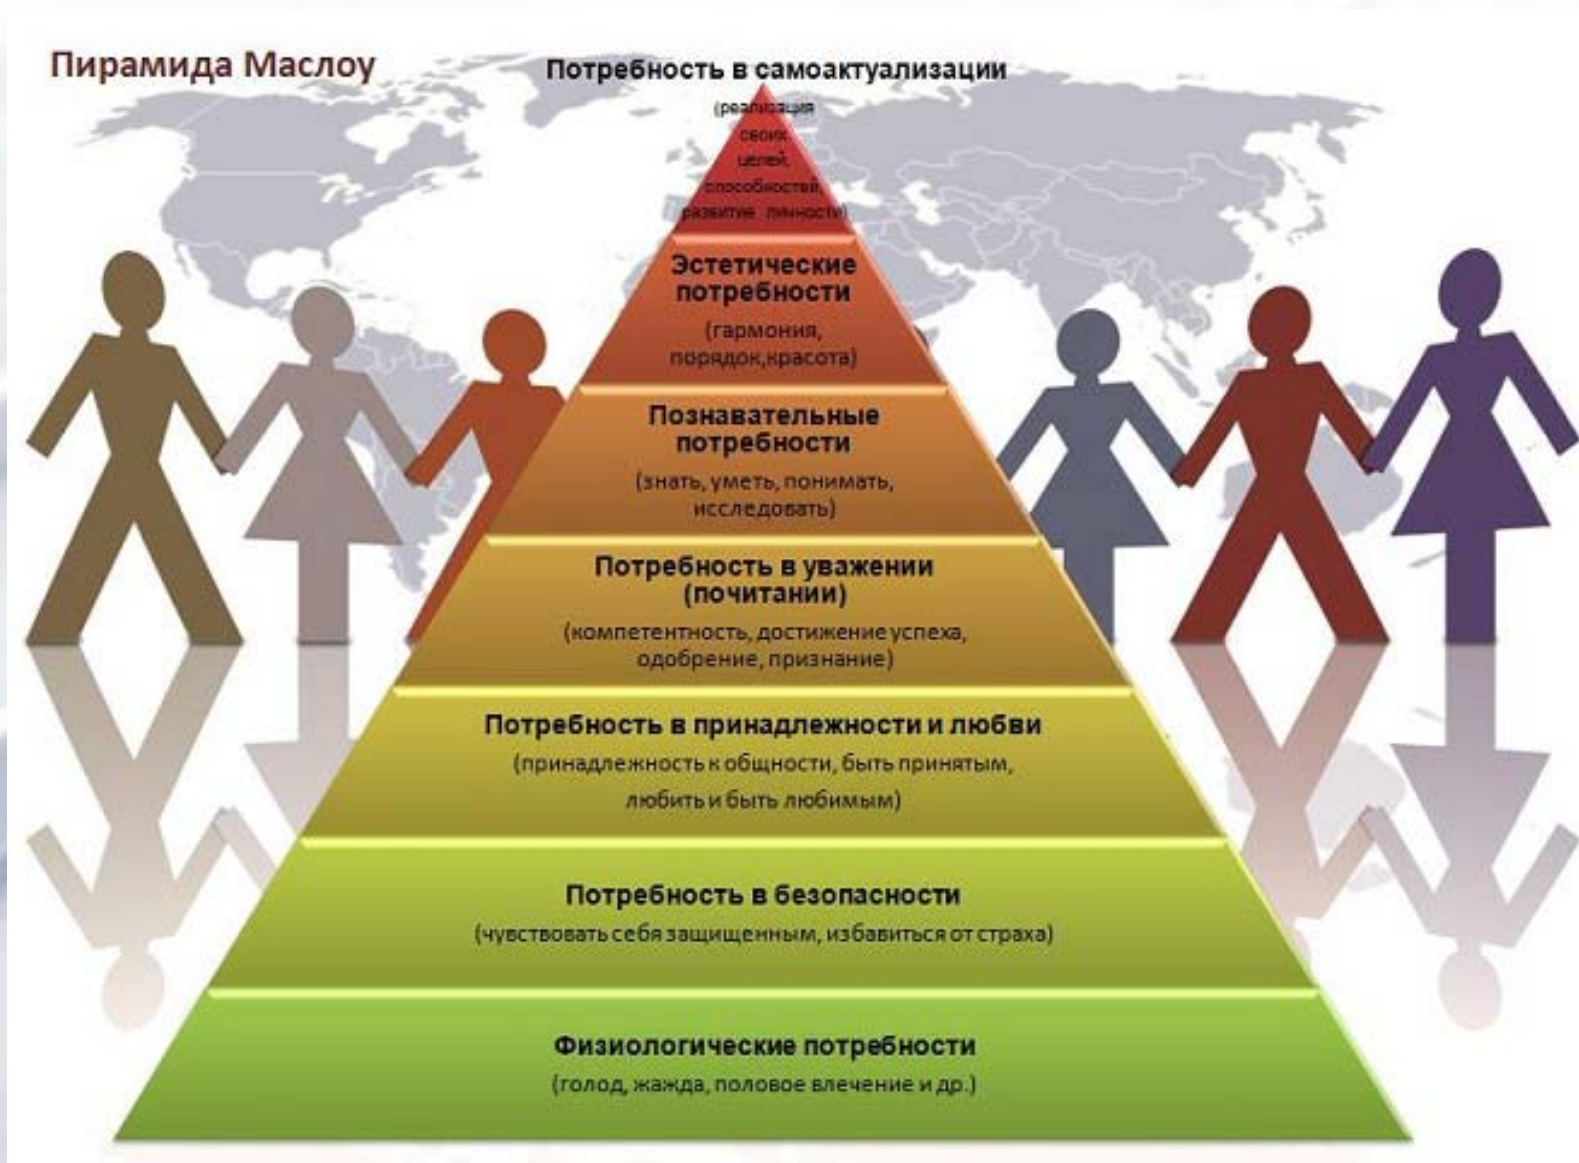 Пирамида Маслоу
Потребность в самоактуализации
(реализация
своих
целей,
способностей,
развитие личности)
Эстетические
потребности
(гармония,
порядок,красота)
Познавательные
потребности
(знать, уметь, понимать,
исследовать)
Потребность в уважении
(почитании)
(компетентность, достижение успеха,
одобрение, признание)
Потребность в принадлежности и любви
(принадлежность к общности, быть принятым,
любить и быть любимым)
Потребность в безопасности
(чувствовать себя защищенным, избавиться от страха)
Физиологические потребности
(голод, жажда, половое влечение и др.)